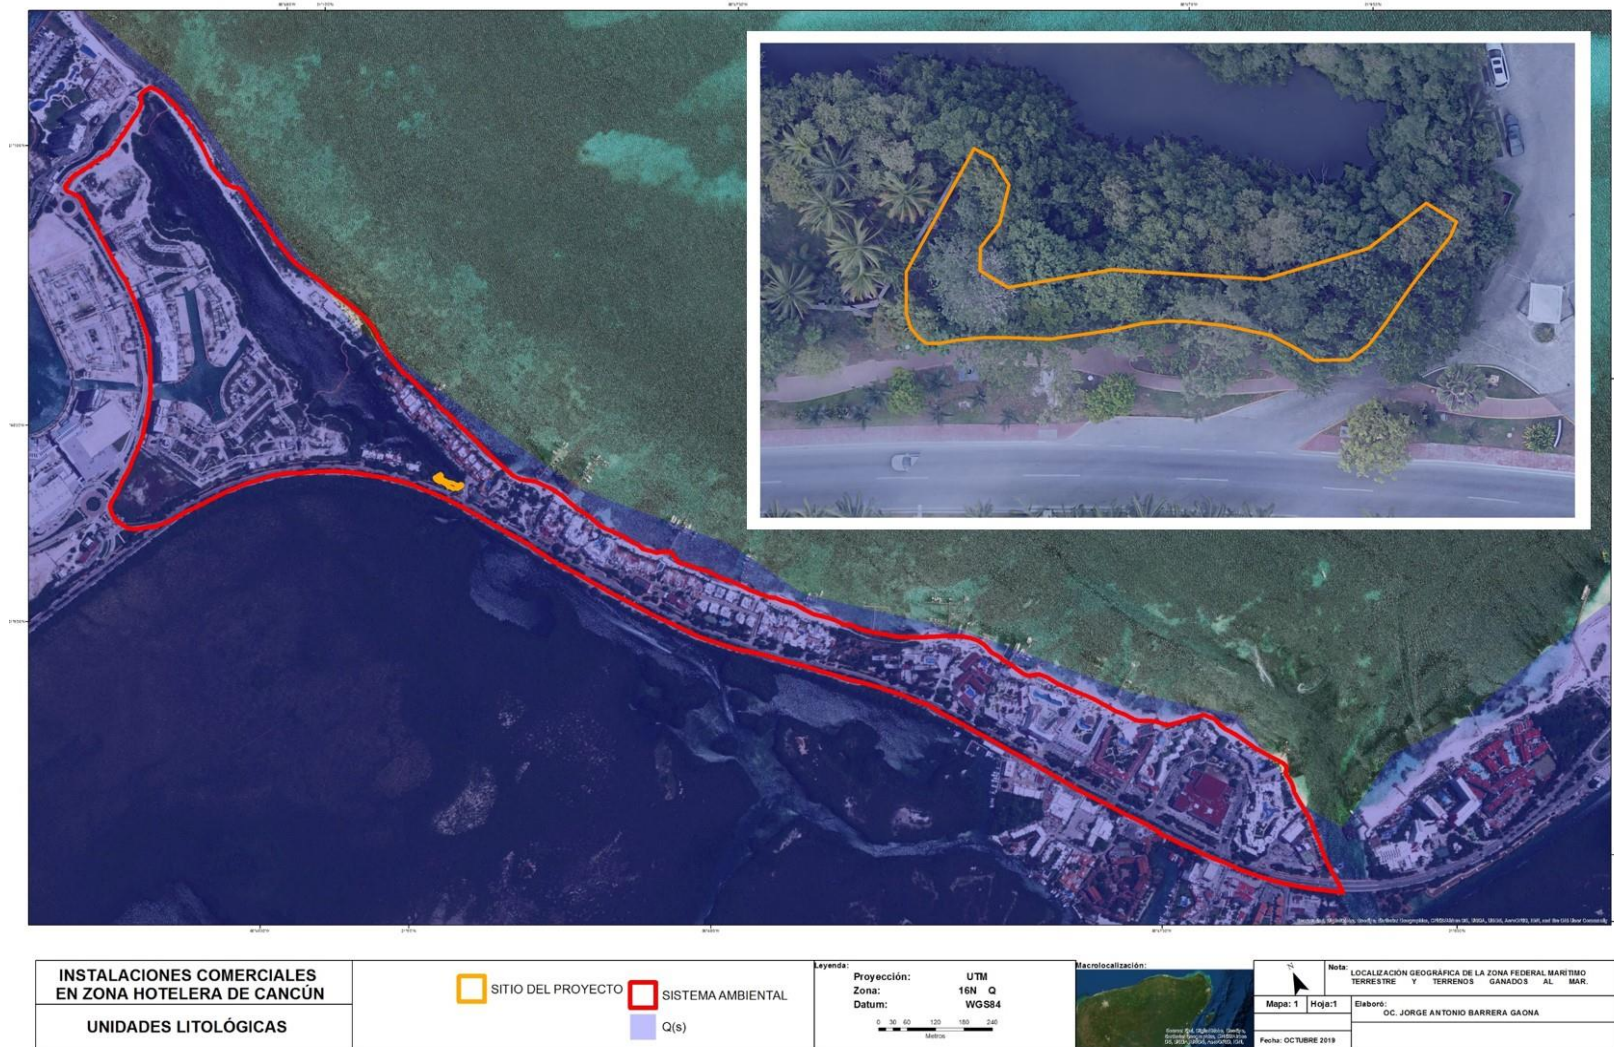 INSTALACIONES COMERCIALES
EN ZONA HOTELERA DE CANCÚN
UNIDADES LITOLÓGICAS
SITIO DEL PROYECTO
SISTEMA AMBIENTAL
Q(s)
Leyenda:
Proyección: UTM
Zona: 16N Q
Datum: WGS84
0 30 60 120 180 240
Metros
Macrolocalización:
N
Mapa: 1 Hoja:1
Fecha: OCTUBRE 2019
Nota:
LOCALIZACIÓN GEOGRÁFICA DE LA ZONA FEDERAL MARÍTIMO
TERRESTRE Y TERRENOS GANADOS AL MAR.
Elaboró:
OC. JORGE ANTONIO BARRERA GAONA